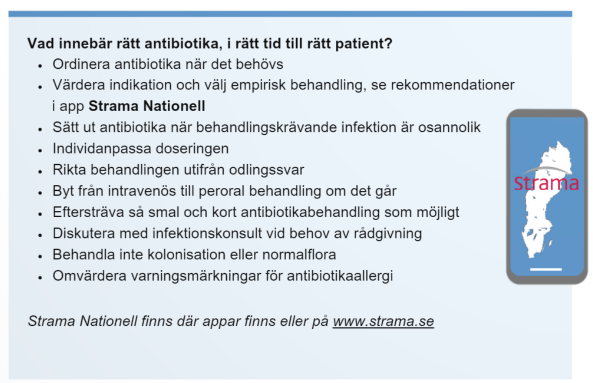 Vad innebär rätt antibiotika, i rätt tid till rätt patient?
• Ordinera antibiotika när det behövs
• Värdera indikation och välj empirisk behandling, se rekommendationer
i app Strama Nationell
• Sätt ut antibiotika när behandlingskrävande infektion är osannolik
• Individanpassa doseringen
• Rikta behandlingen utifrån odlingssvar
• Byt från intravenös till peroral behandling om det går
• Eftersträva så smal och kort antibiotikabehandling som möjligt
• Diskutera med infektionskonsult vid behov av rådgivning
• Behandla inte kolonisation eller normalflora
• Omvärdera varningsmärkningar för antibiotikaallergi
Strama Nationell finns där appar finns eller på www.strama.se
Strama